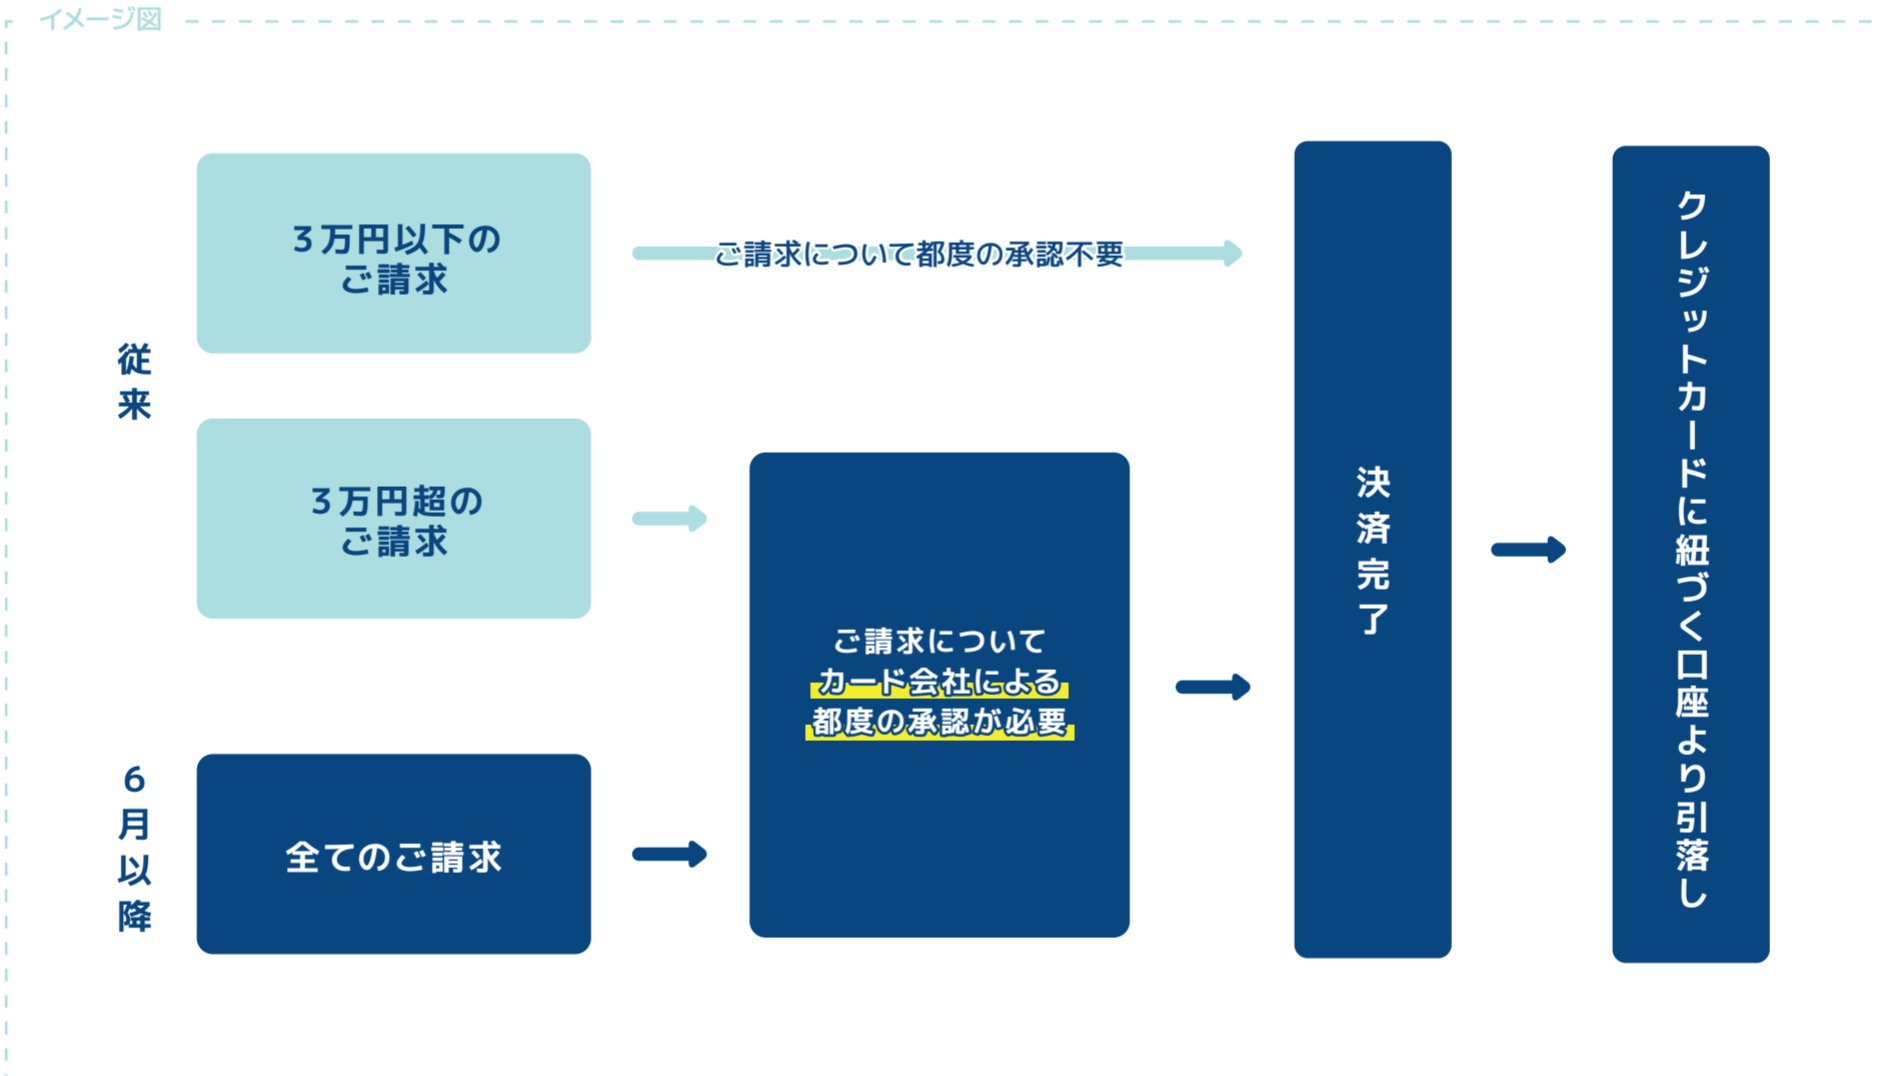 イメージ図
従来
3万円以下の
ご請求
ご請求について都度の承認不要
3万円超の
ご請求
6月以降
全てのご請求
ご請求について
カード会社による
都度の承認が必要
決済完了
クレジットカードに紐づく口座より引落し